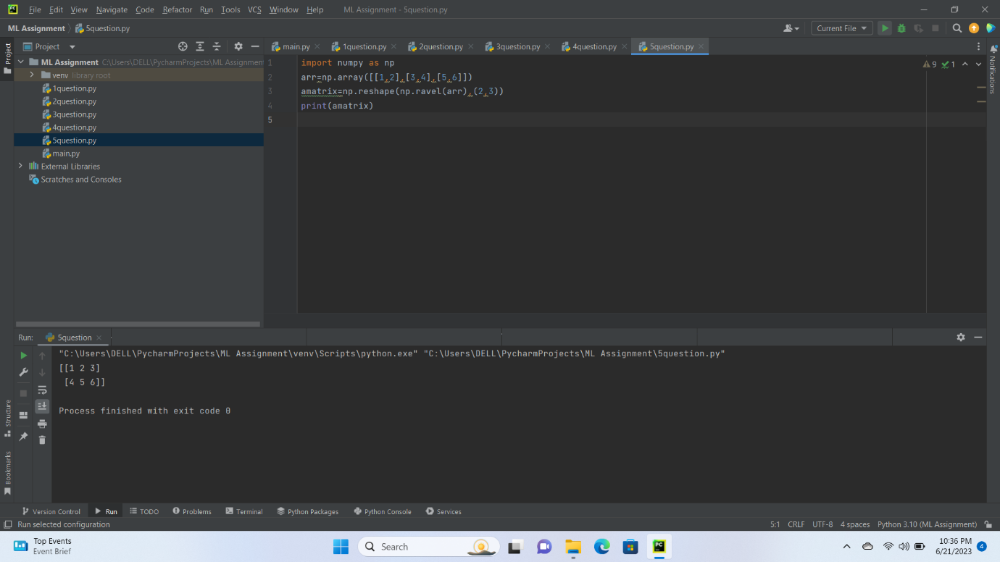 PC File Edit View Navigate Code Refactor Run Tools VCS Window Help ML Assignment - 5question.py
ML Assignment 5question.py Current File
Project
main.py 1question.py 2question.py 3question.py 4question.py 5question.py
Project
ML Assignment C:\Users\DELL\PycharmProjects\ML Assignment
venv library root
1question.py
2question.py
3question.py
4question.py
5question.py
main.py
External Libraries
Scratches and Consoles
1 import numpy as np
2 arr=np.array([[1,2],[3,4],[5,6]])
3 amatrix=np.reshape(np.ravel(arr),(2,3))
4 print(amatrix)
5
9 1
Notifications
Run: 5question
"C:\Users\DELL\PycharmProjects\ML Assignment\venv\Scripts\python.exe" "C:\Users\DELL\PycharmProjects\ML Assignment\5question.py"
[[1 2 3]
[4 5 6]]
Process finished with exit code 0
Structure
Bookmarks
Version Control Run TODO Problems Terminal Python Packages Python Console Services
Run selected configuration 5:1 CRLF UTF-8 4 spaces Python 3.10 (ML Assignment)
Top Events
Event Brief
Search
PC
10:36 PM
6/21/2023
4